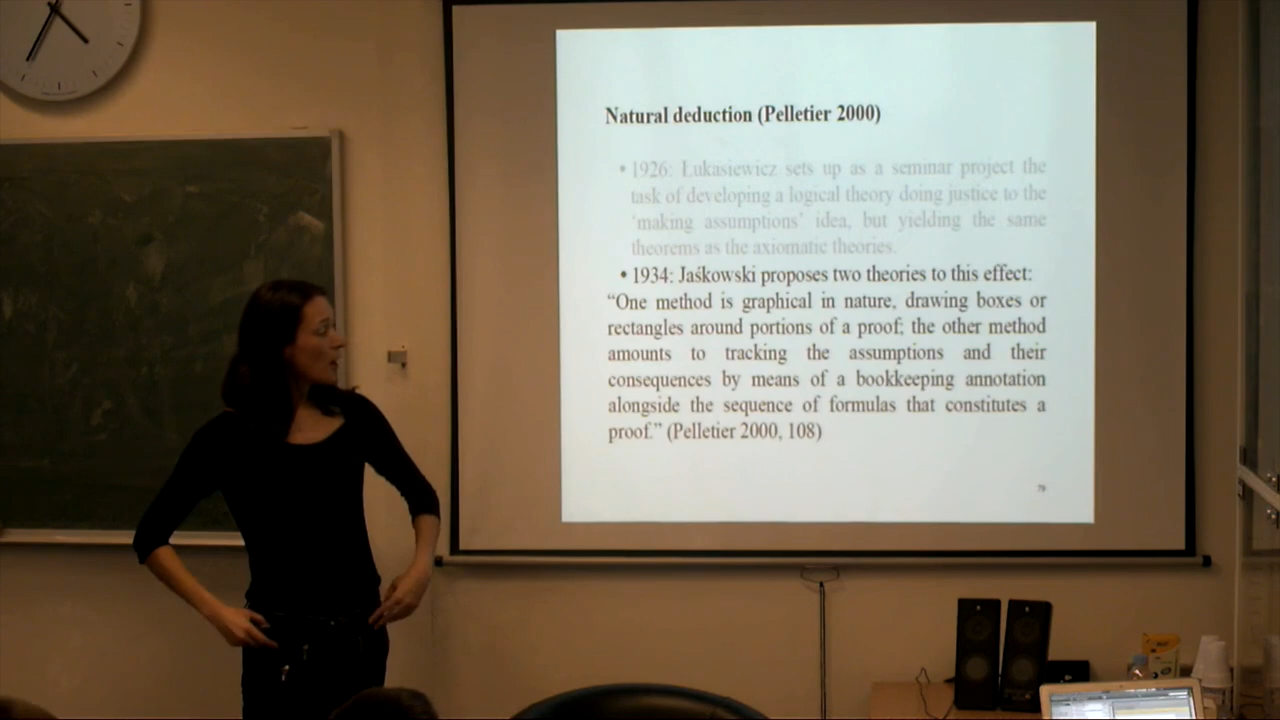 Natural deduction (Pelletier 2000)
• 1926: Łukasiewicz sets up as a seminar project the
task of developing a logical theory doing justice to the
‘making assumptions’ idea, but yielding the same
theorems as the axiomatic theories.
• 1934: Jaśkowski proposes two theories to this effect:
“One method is graphical in nature, drawing boxes or
rectangles around portions of a proof; the other method
amounts to tracking the assumptions and their
consequences by means of a bookkeeping annotation
alongside the sequence of formulas that constitutes a
proof.” (Pelletier 2000, 108)
79